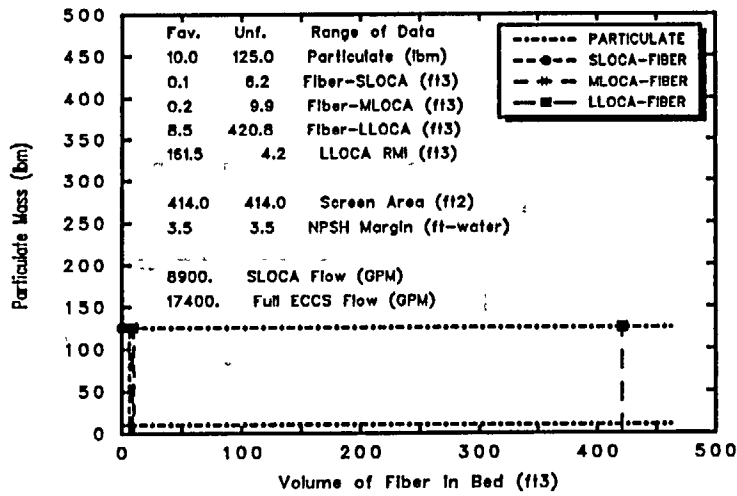 500
450
400
350
300
250
200
150
100
50
0
Particulate Mass (lbm)
Fav. Unf. Range of Data
10.0 125.0 Particulate (lbm)
0.1 6.2 Fiber-SLOCA (ft3)
0.2 9.9 Fiber-MLOCA (ft3)
8.5 420.8 Fiber-LLOCA (ft3)
161.5 4.2 LLOCA RMI (ft3)
414.0 414.0 Screen Area (ft2)
3.5 3.5 NPSH Margin (ft-water)
8900. SLOCA Flow (GPM)
17400. Full ECCS Flow (GPM)
PARTICULATE
SLOCA-FIBER
MLOCA-FIBER
LLOCA-FIBER
0 100 200 300 400 500
Volume of Fiber in Bed (ft3)